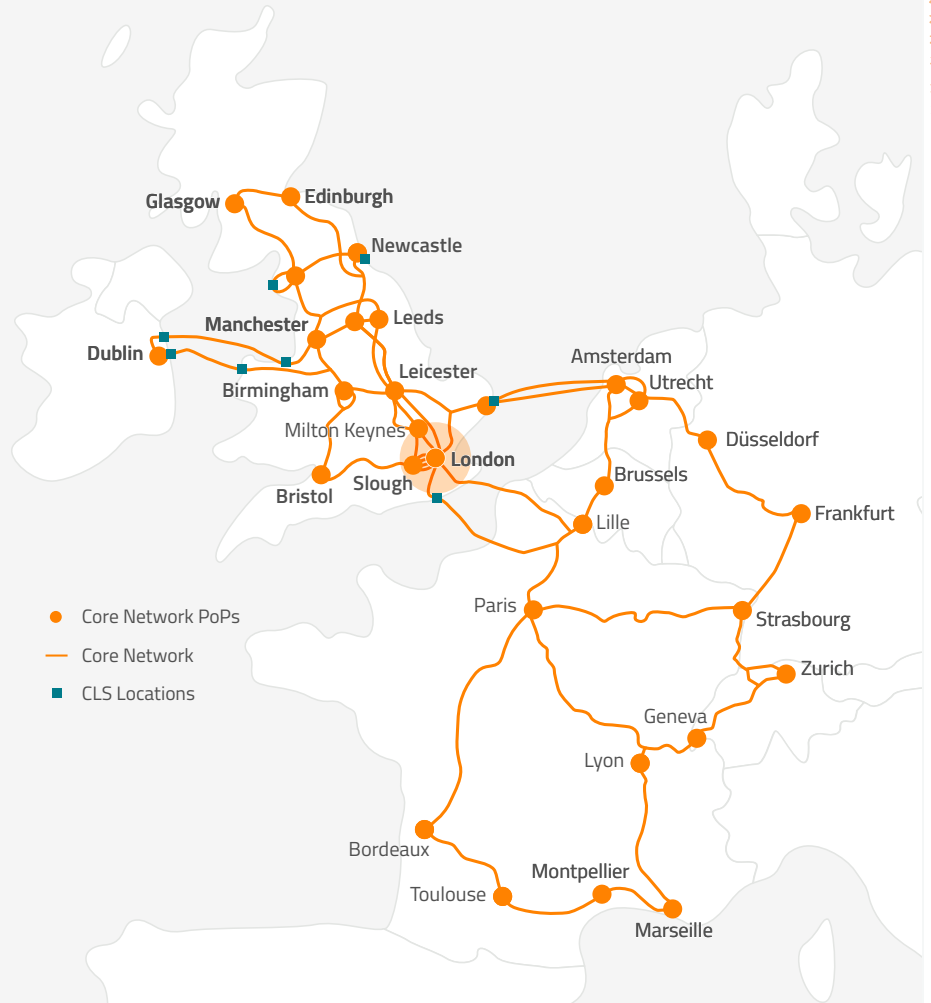 Glasgow
Edinburgh
Newcastle
Manchester
Leeds
Dublin
Leicester
Amsterdam
Birmingham
Utrecht
Milton Keynes
Düsseldorf
London
Slough
Brussels
Bristol
Frankfurt
Lille
Paris
Core Network PoPs
Strasbourg
Core Network
Zurich
CLS Locations
Geneva
Lyon
Bordeaux
Montpellier
Toulouse
Marseille